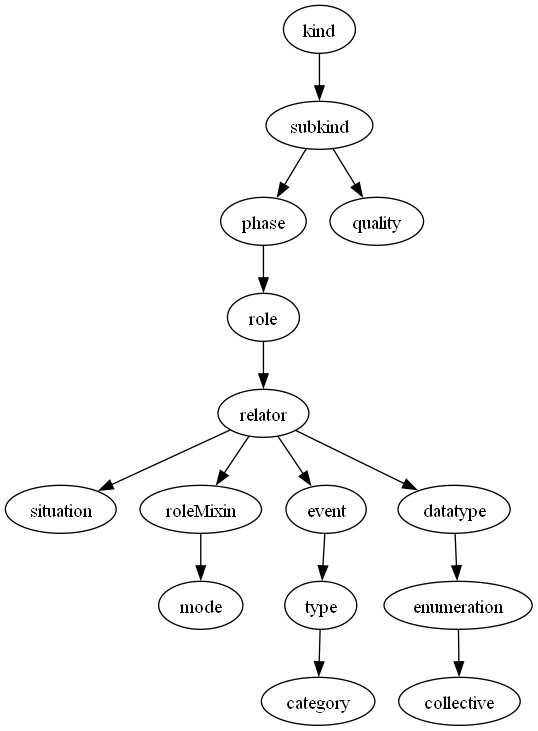 kind
subkind
phase
quality
role
relator
situation
roleMixin
event
datatype
mode
type
enumeration
category
collective